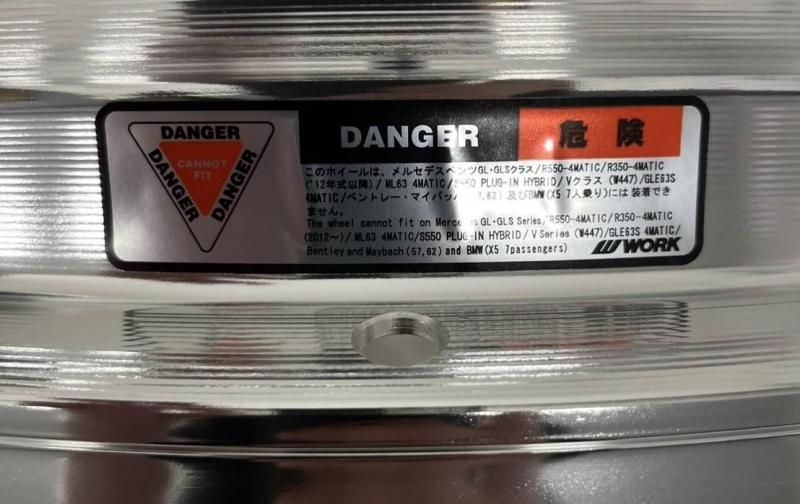 DANGER
DANGER
DANGER
CANNOT
FIT
DANGER
危険
このホイールは、メルセデスベンツGL・GLSクラス/R550-4MATIC/R350-4MATIC
('12年式以降)/ML63 4MATIC/S550 PLUG-IN HYBRID/Vクラス (W447)/GLE63S
4MATIC/ベントレー・マイバッハ(57,62) 及びBMW(X5 7人乗り)には 装着でき
ません。
The wheel cannot fit on Mercedes GL·GLS Series/R550-4MATIC/R350-4MATIC
(2012〜)/ML63 4MATIC/S550 PLUG-IN HYBRID/V Series (W447)/GLE63S 4MATIC/
Bentley and Maybach(57,62) and BMW(X5 7passengers)
WORK